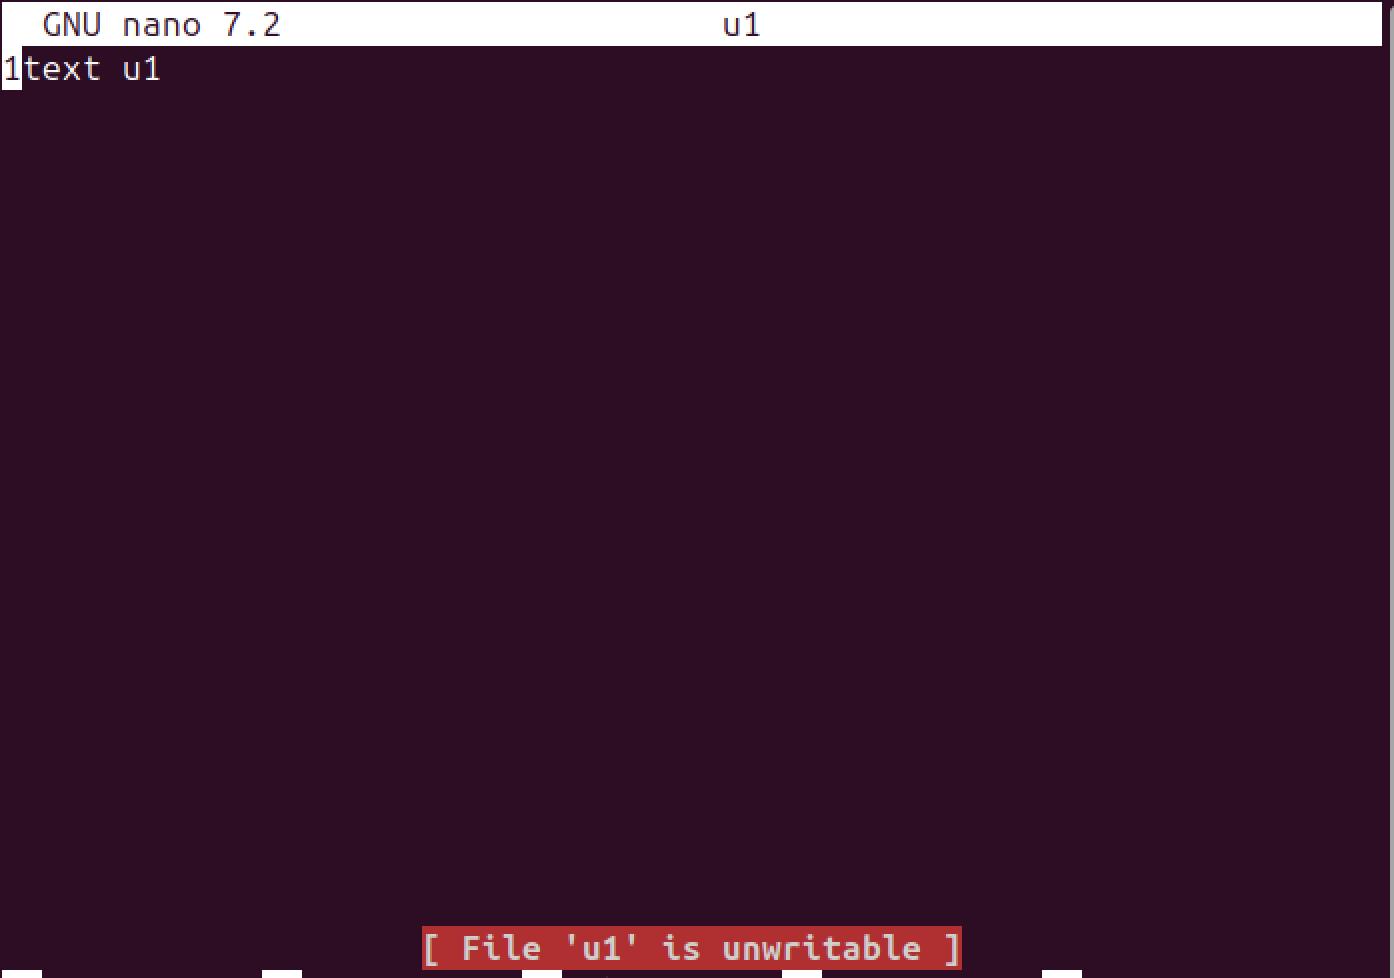 GNU nano 7.2 u1
1text u1
[ File 'u1' is unwritable ]